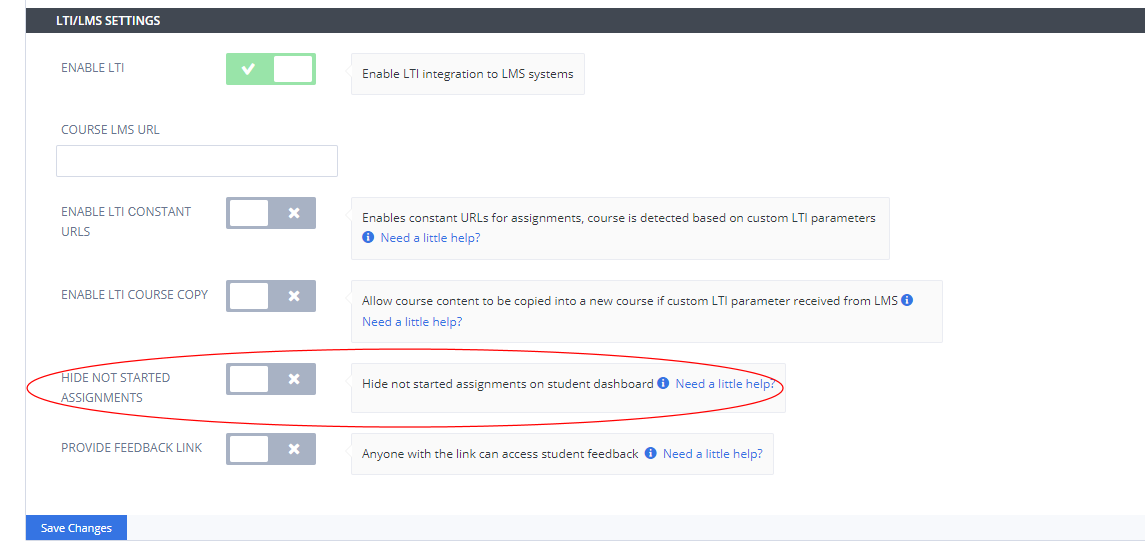 LTI/LMS SETTINGS
ENABLE LTI
Enable LTI integration to LMS systems
COURSE LMS URL
ENABLE LTI CONSTANT
URLS
Enables constant URLs for assignments, course is detected based on custom LTI parameters
Need a little help?
ENABLE LTI COURSE COPY
Allow course content to be copied into a new course if custom LTI parameter received from LMS
Need a little help?
HIDE NOT STARTED
ASSIGNMENTS
Hide not started assignments on student dashboard Need a little help?
PROVIDE FEEDBACK LINK
Anyone with the link can access student feedback Need a little help?
Save Changes